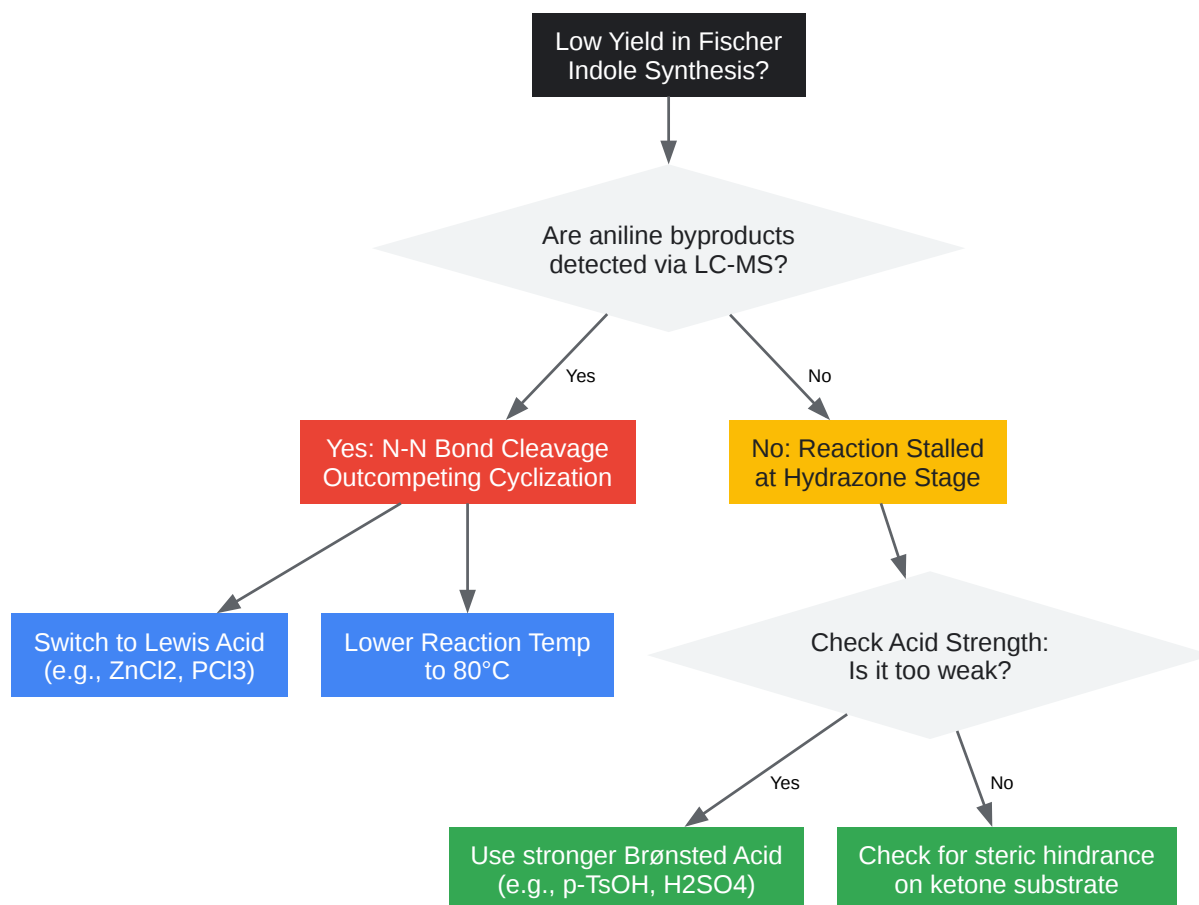 Low Yield in Fischer
Indole Synthesis?
Are aniline byproducts
detected via LC-MS?
Yes
No
Yes: N-N Bond Cleavage
Outcompeting Cyclization
No: Reaction Stalled
at Hydrazone Stage
Switch to Lewis Acid
(e.g., ZnCl2, PCl3)
Lower Reaction Temp
to 80°C
Check Acid Strength:
Is it too weak?
Yes
No
Use stronger Brønsted Acid
(e.g., p-TsOH, H2SO4)
Check for steric hindrance
on ketone substrate